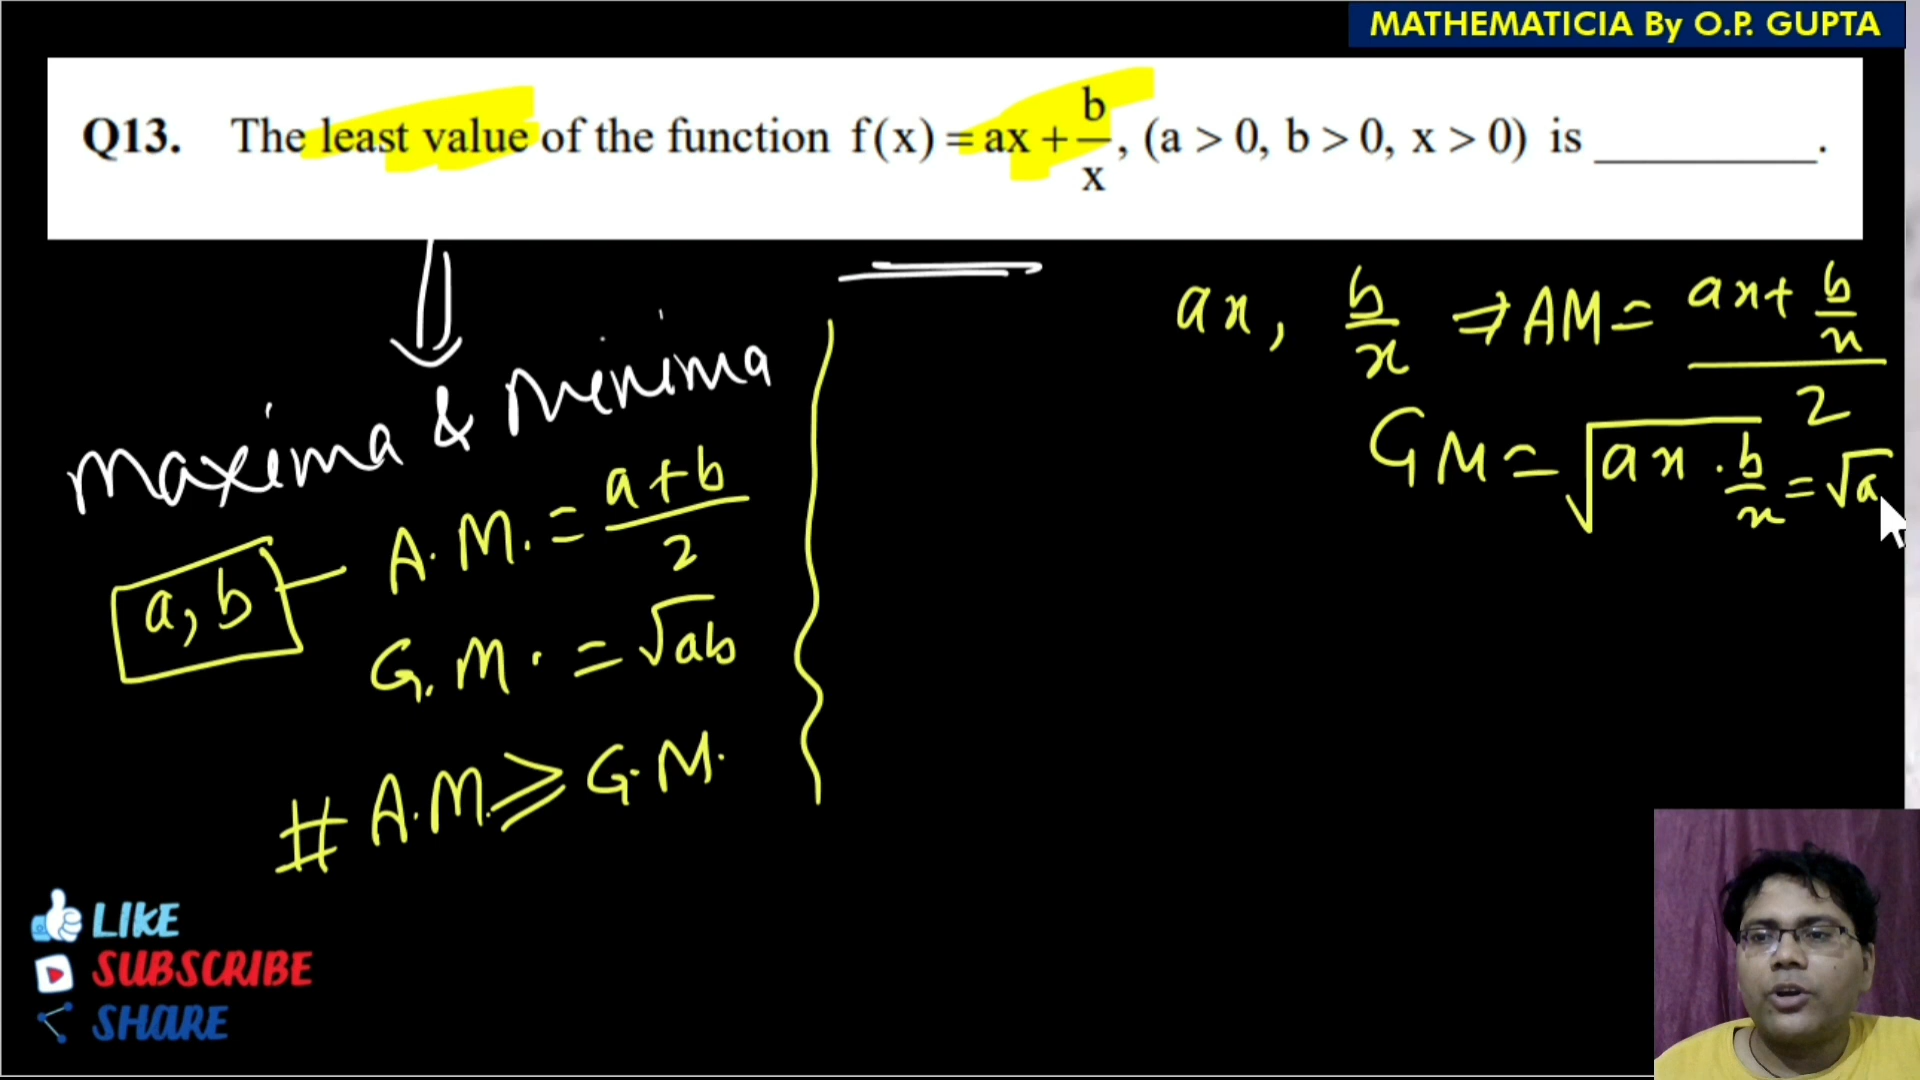 MATHEMATICIA By O.P. GUPTA
Q13. The least value of the function f(x) = ax + b/x, (a > 0, b > 0, x > 0) is ________.
Maxima & Minima
a, b
A.M. = a+b/2
G.M. = √ab
# A.M. ⩾ G.M.
ax, b/x ⇒ AM = ax + b/x / 2
GM = √ax · b/x = √a
LIKE
SUBSCRIBE
SHARE